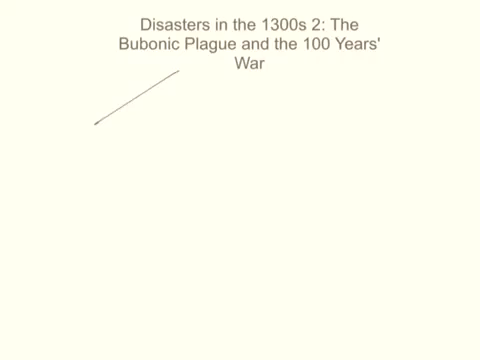 Disasters in the 1300s 2: The
Bubonic Plague and the 100 Years'
War